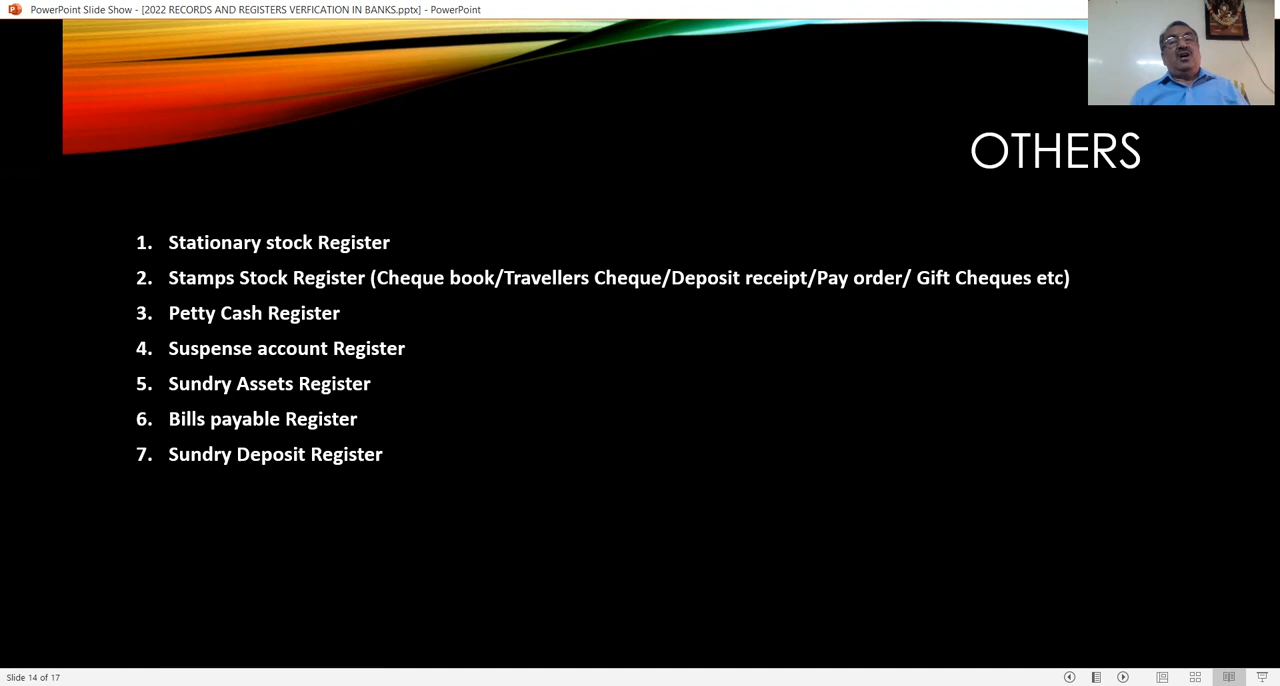 PowerPoint Slide Show - [2022 RECORDS AND REGISTERS VERFICATION IN BANKS.pptx] - PowerPoint
OTHERS
1. Stationary stock Register
2. Stamps Stock Register (Cheque book/Travellers Cheque/Deposit receipt/Pay order/ Gift Cheques etc)
3. Petty Cash Register
4. Suspense account Register
5. Sundry Assets Register
6. Bills payable Register
7. Sundry Deposit Register
Slide 14 of 17